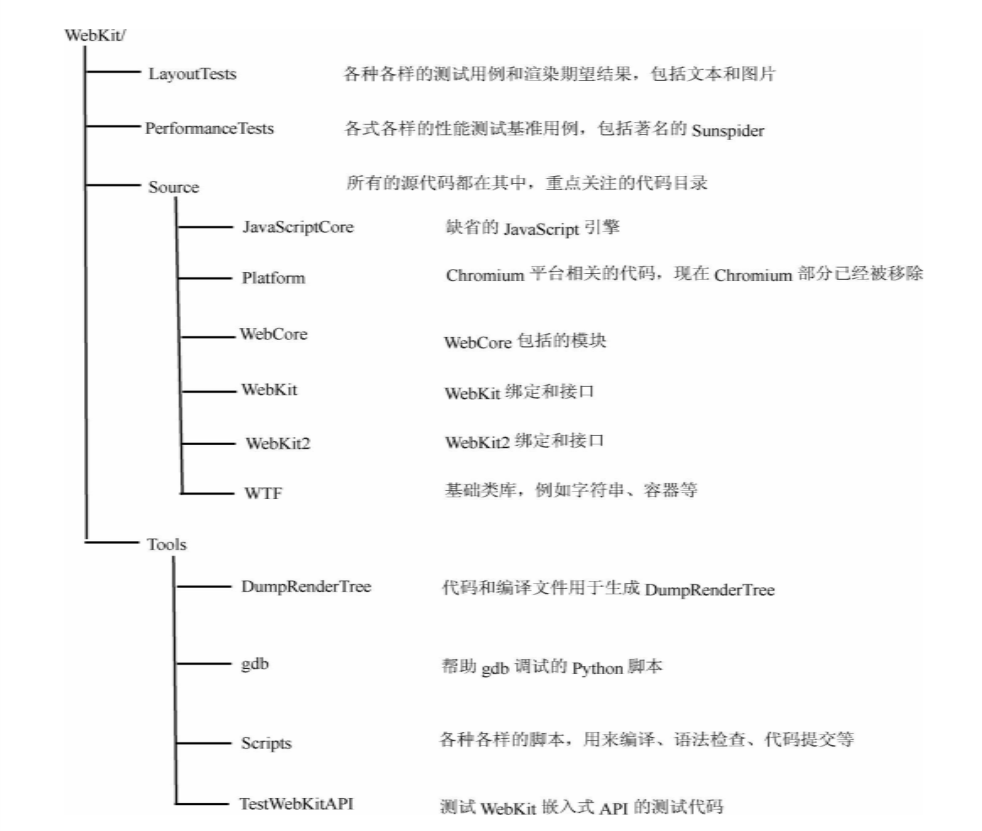 WebKit/
LayoutTests 各种各样的测试用例和渲染期望结果，包括文本和图片
PerformanceTests 各式各样的性能测试基准用例，包括著名的 Sunspider
Source 所有的源代码都在其中，重点关注的代码目录
JavaScriptCore 缺省的 JavaScript 引擎
Platform Chromium 平台相关的代码，现在 Chromium 部分已经被移除
WebCore WebCore 包括的模块
WebKit WebKit 绑定和接口
WebKit2 WebKit2 绑定和接口
WTF 基础类库，例如字符串、容器等
Tools
DumpRenderTree 代码和编译文件用于生成 DumpRenderTree
gdb 帮助 gdb 调试的 Python 脚本
Scripts 各种各样的脚本，用来编译、语法检查、代码提交等
TestWebKitAPI 测试 WebKit 嵌入式 API 的测试代码